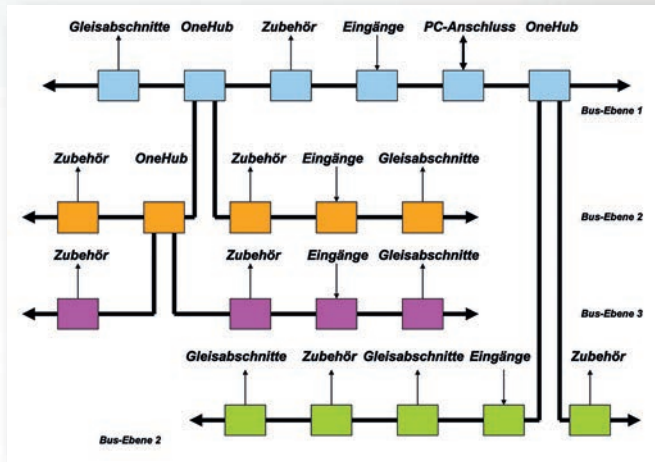 Gleisabschnitte OneHub Zubehör Eingänge PC-Anschluss OneHub
Bus-Ebene 1
Zubehör OneHub Zubehör Eingänge Gleisabschnitte
Bus-Ebene 2
Zubehör Zubehör Eingänge Gleisabschnitte
Bus-Ebene 3
Gleisabschnitte Zubehör Gleisabschnitte Eingänge Zubehör
Bus-Ebene 2